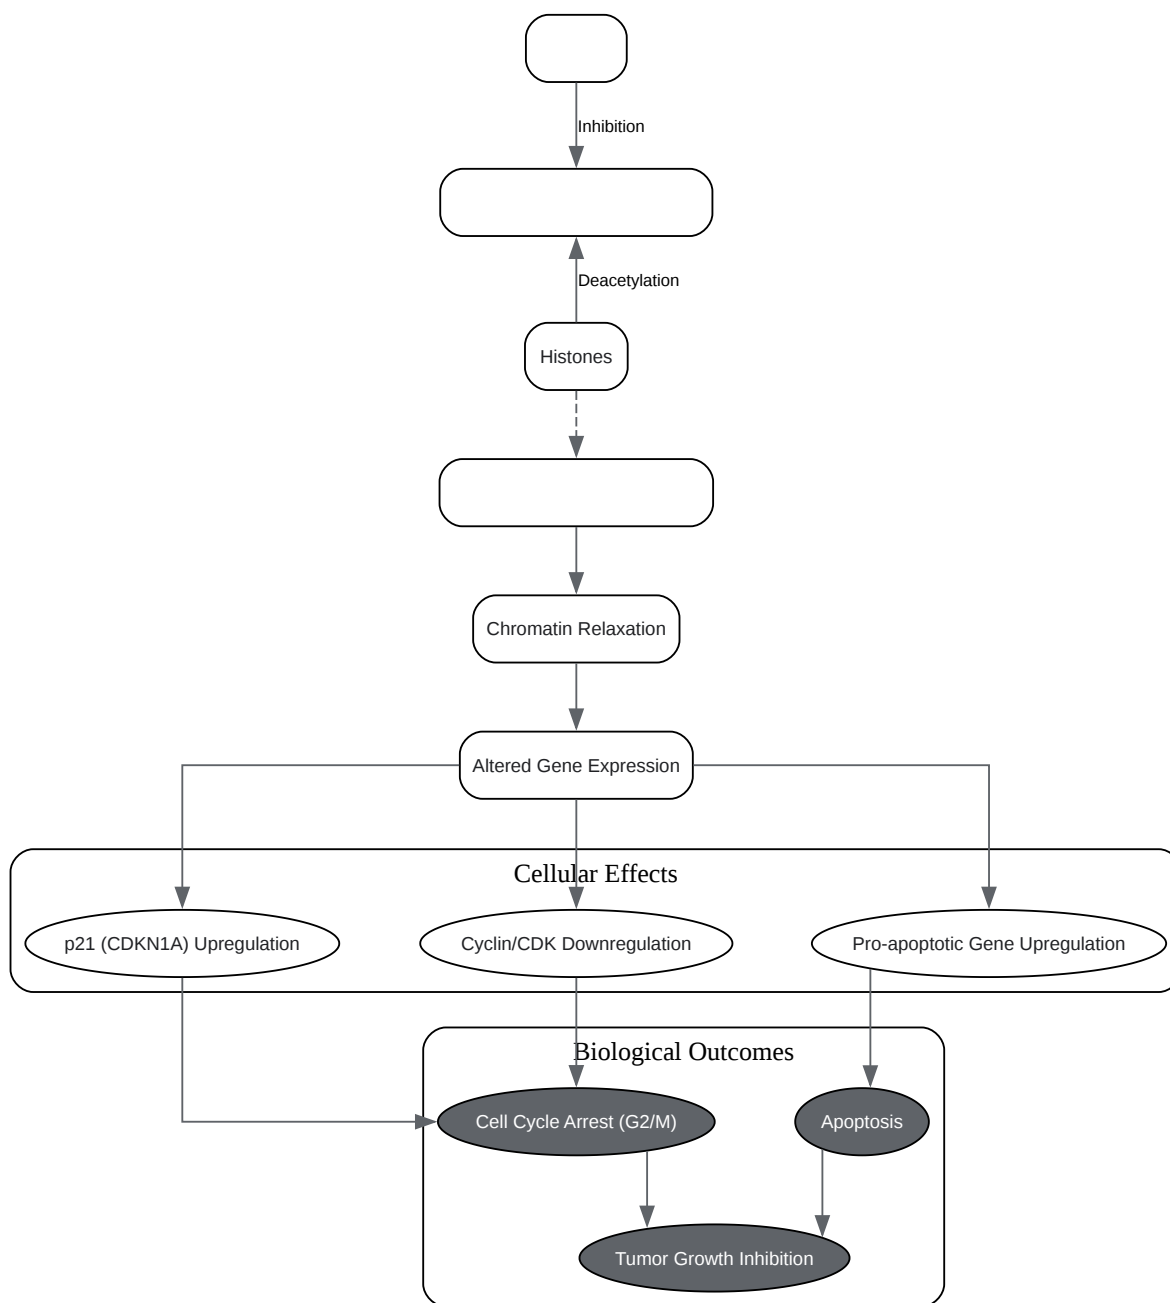 Inhibition
Deacetylation
Histones
Chromatin Relaxation
Altered Gene Expression
Cellular Effects
p21 (CDKN1A) Upregulation
Cyclin/CDK Downregulation
Pro-apoptotic Gene Upregulation
Biological Outcomes
Cell Cycle Arrest (G2/M)
Apoptosis
Tumor Growth Inhibition